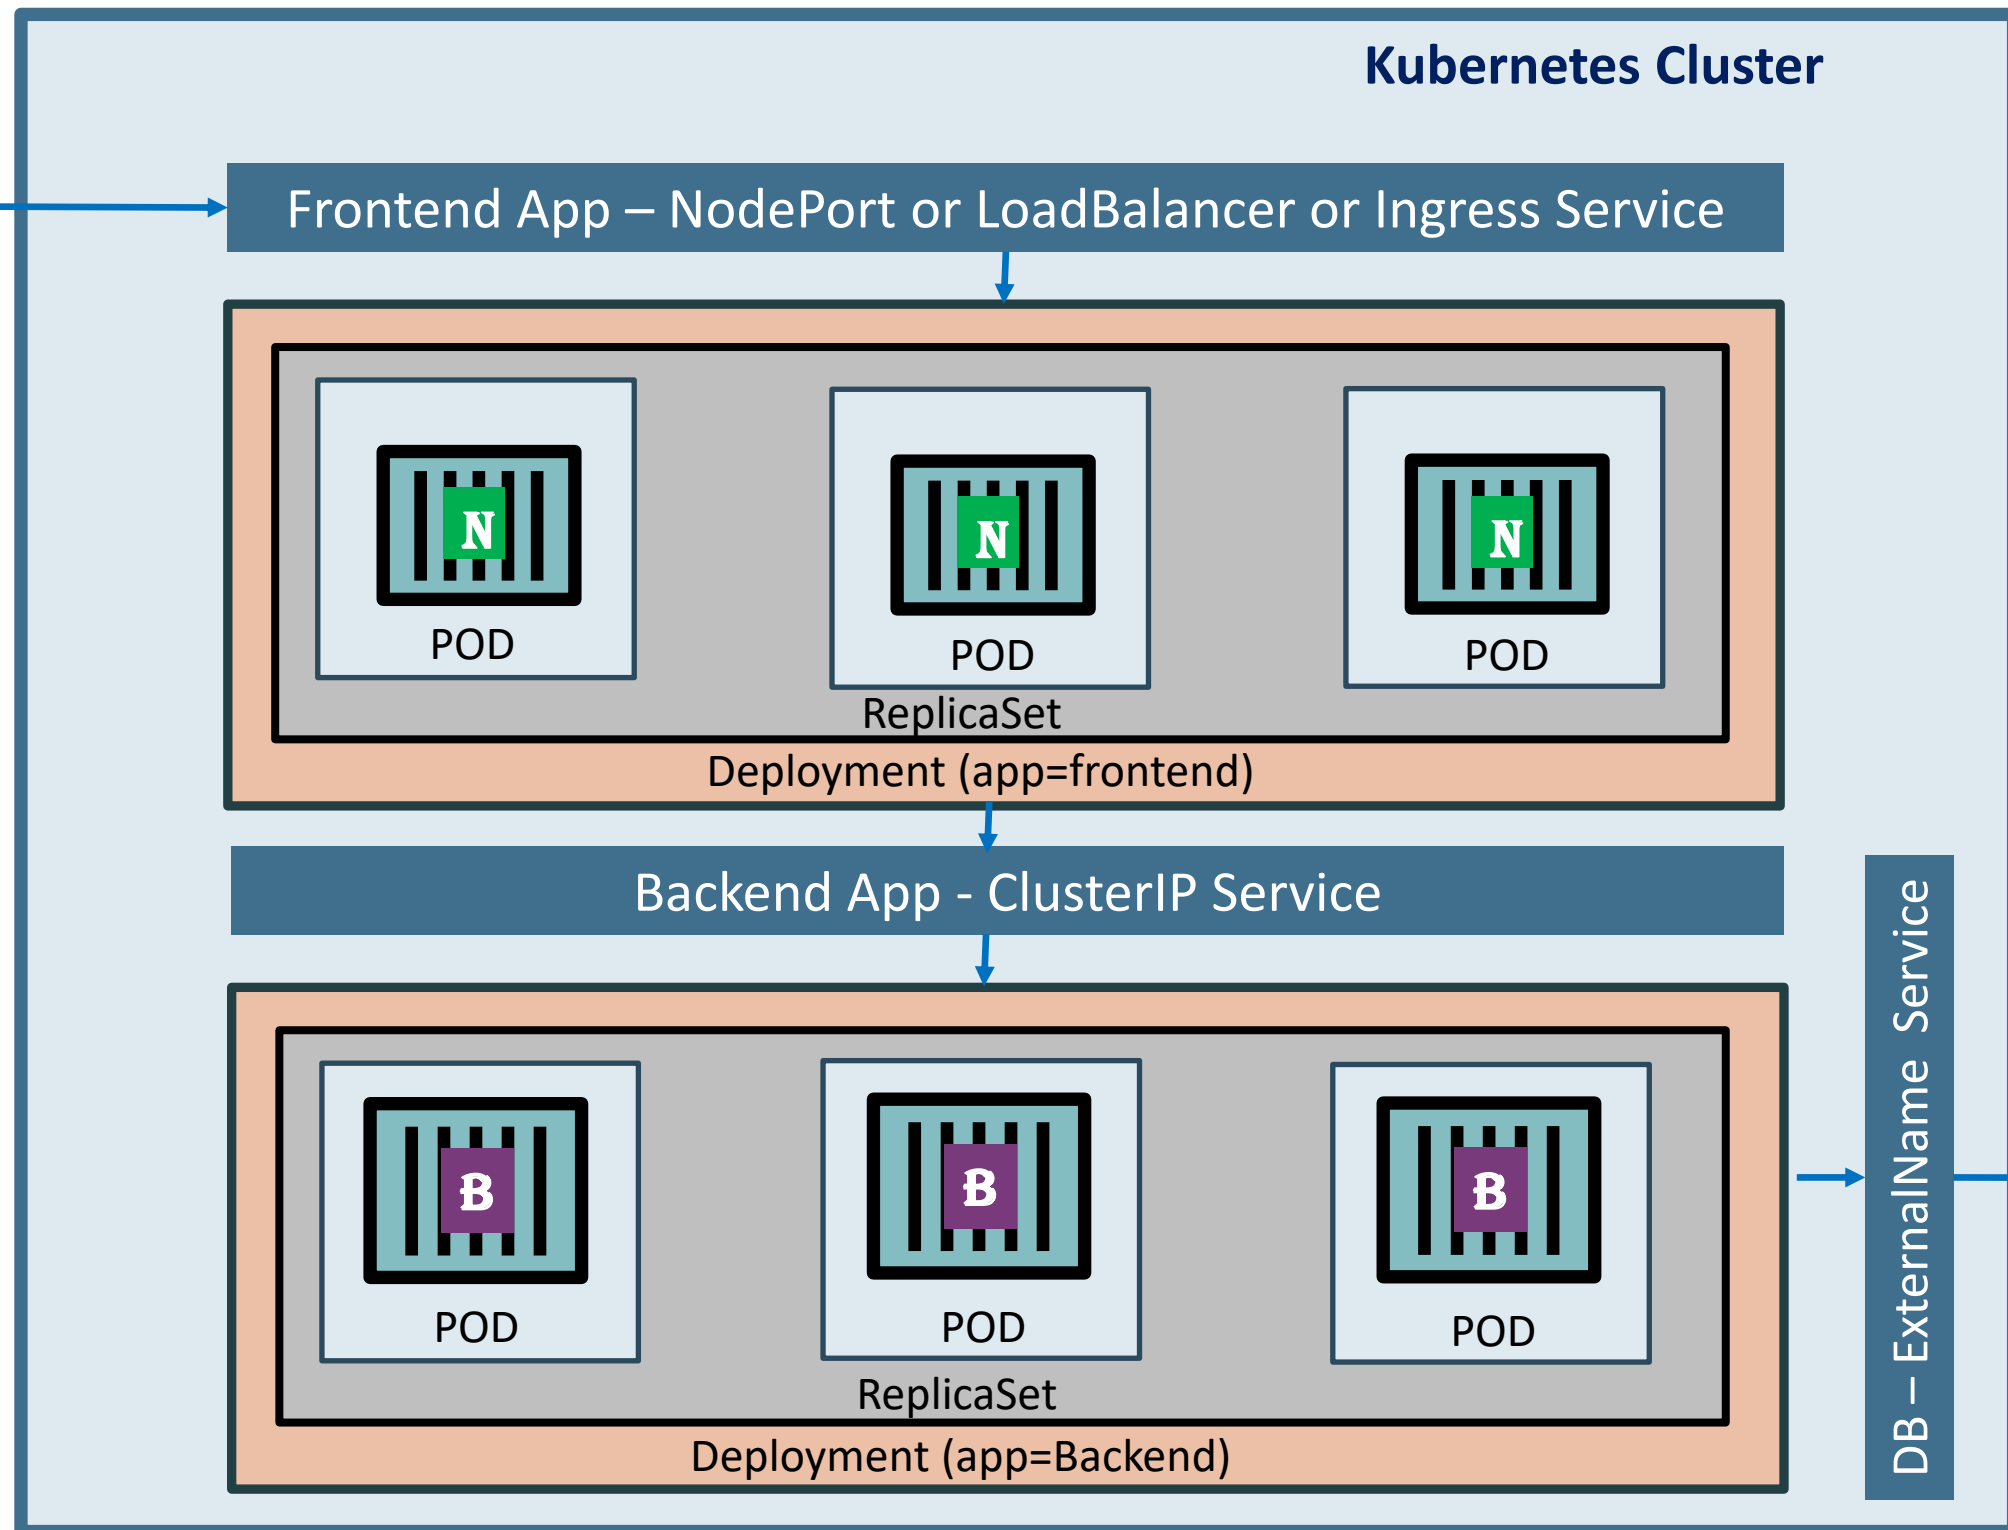 Kubernetes Cluster
Frontend App – NodePort or LoadBalancer or Ingress Service
N
N
N
POD
POD
POD
ReplicaSet
Deployment (app=frontend)
Backend App - ClusterIP Service
B
B
B
POD
POD
POD
ReplicaSet
Deployment (app=Backend)
DB – ExternalName Service